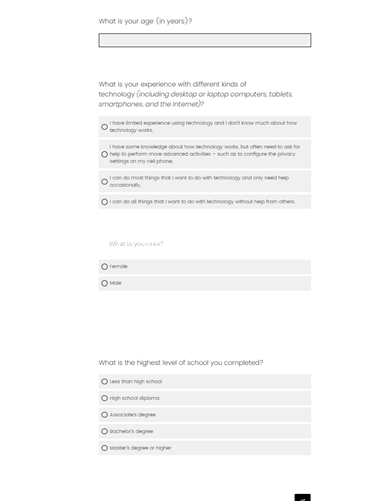 What is your age (in years)?
What is your experience with different kinds of
technology (including desktop or laptop computers, tablets,
smartphones, and the Internet)?
I have limited experience using technology and I don't know much about how
technology works.
I have some knowledge about how technology works, but often need to ask for
help to perform more advanced activities – such as to configure the privacy
settings on my cell phone.
I can do most things that I want to do with technology and only need help
occasionally.
I can do all things that I want to do with technology without help from others.
What is your sex?
Female
Male
What is the highest level of school you completed?
Less than high school
High school diploma
Associate's degree
Bachelor's degree
Master's degree or higher